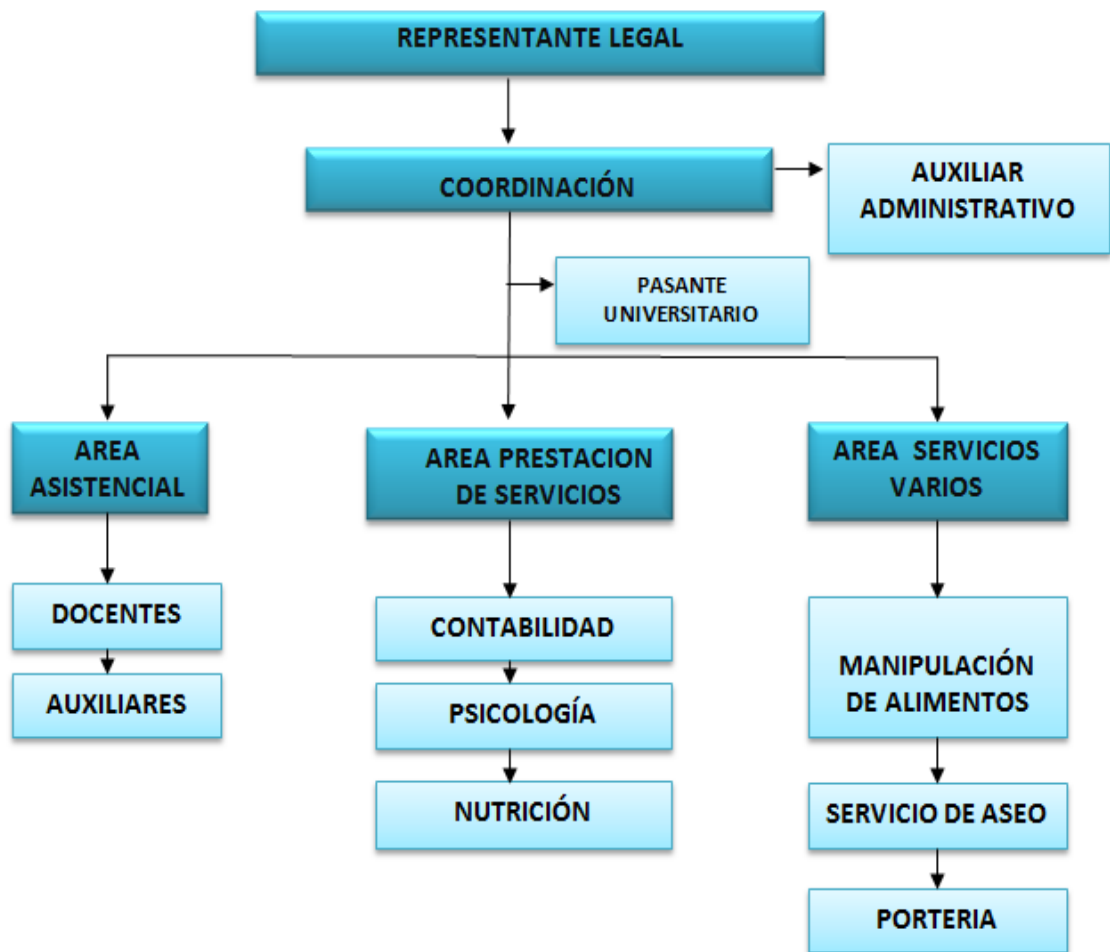 REPRESENTANTE LEGAL
COORDINACIÓN
AUXILIAR
ADMINISTRATIVO
PASANTE
UNIVERSITARIO
AREA
ASISTENCIAL
AREA PRESTACION
DE SERVICIOS
AREA SERVICIOS
VARIOS
DOCENTES
AUXILIARES
CONTABILIDAD
PSICOLOGÍA
NUTRICIÓN
MANIPULACIÓN
DE ALIMENTOS
SERVICIO DE ASEO
PORTERIA